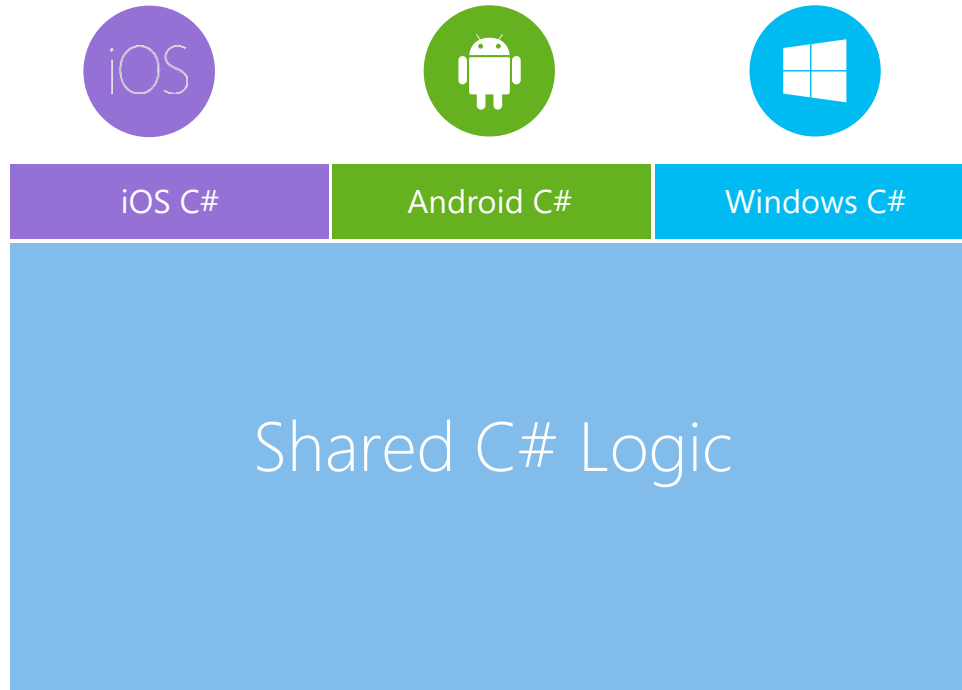 iOS
iOS C#
Android C#
Windows C#
Shared C# Logic